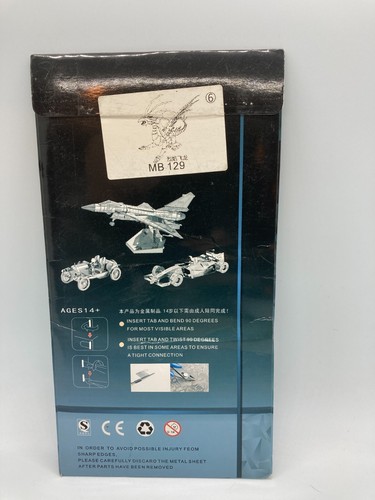 ⑥
MB 129
AGES14+
本产品为金属制品 14岁以下需由成人陪同完成!
INSERT TAB AND BEND 90 DEGREES
FOR MOST VISIBLE AREAS
INSERT TAB AND TWIST 90 DEGREES
IS BEST IN SOME AREAS TO ENSURE
A TIGHT CONNECTION
S
CE
0-3
IN ORDER TO AVOID POSSIBLE INJURY FROM
SHARP EDGES,
PLEASE CAREFULLY DISCARD THE METAL SHEET
AFTER PARTS HAVE BEEN REMOVED